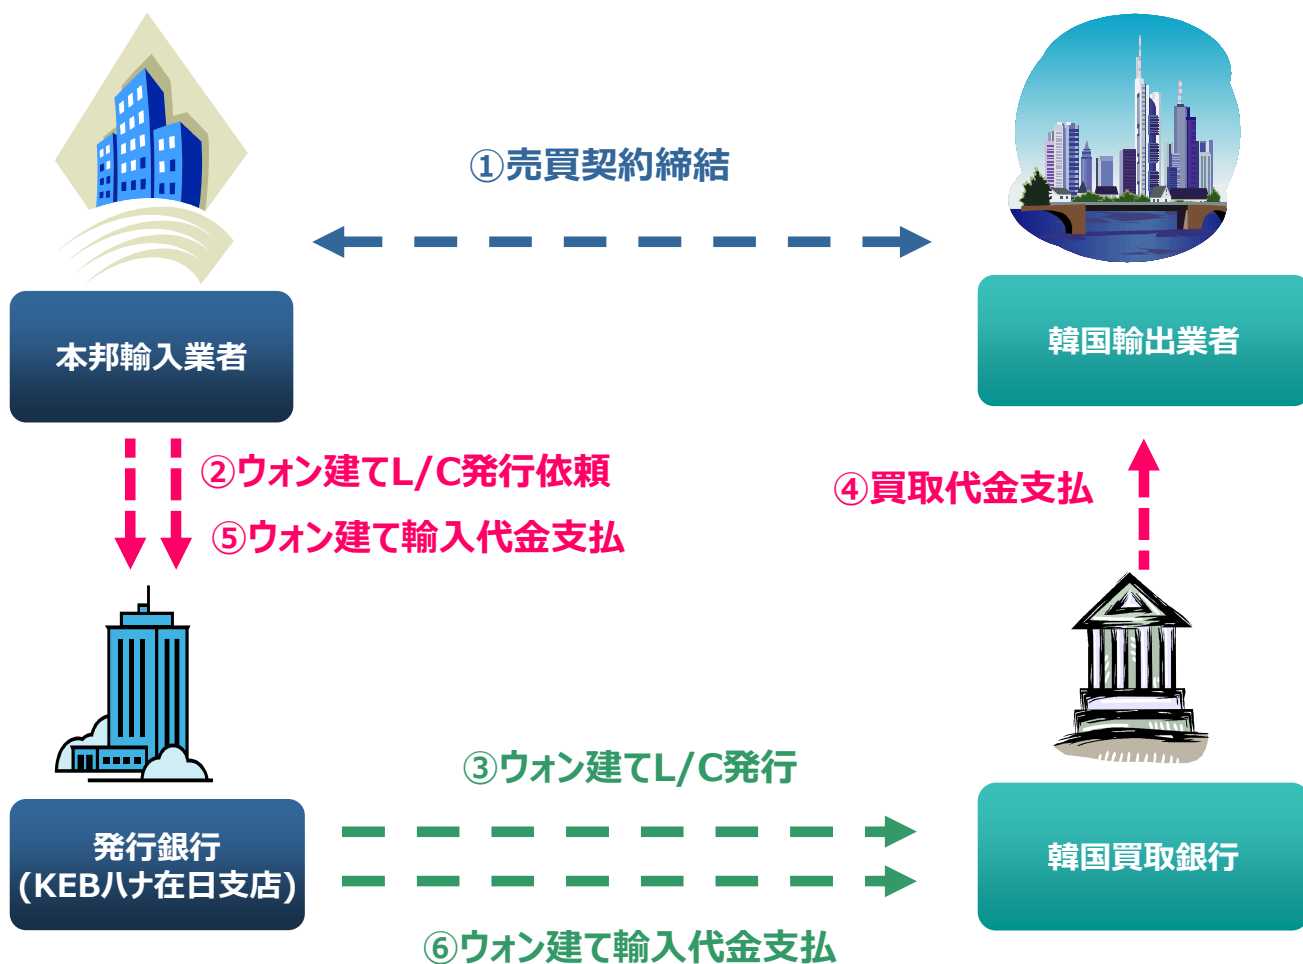 ①売買契約締結
本邦輸入業者
韓国輸出業者
②ウォン建てL/C発行依頼
⑤ウォン建て輸入代金支払
④買取代金支払
③ウォン建てL/C発行
発行銀行
(KEBハナ在日支店)
韓国買取銀行
⑥ウォン建て輸入代金支払